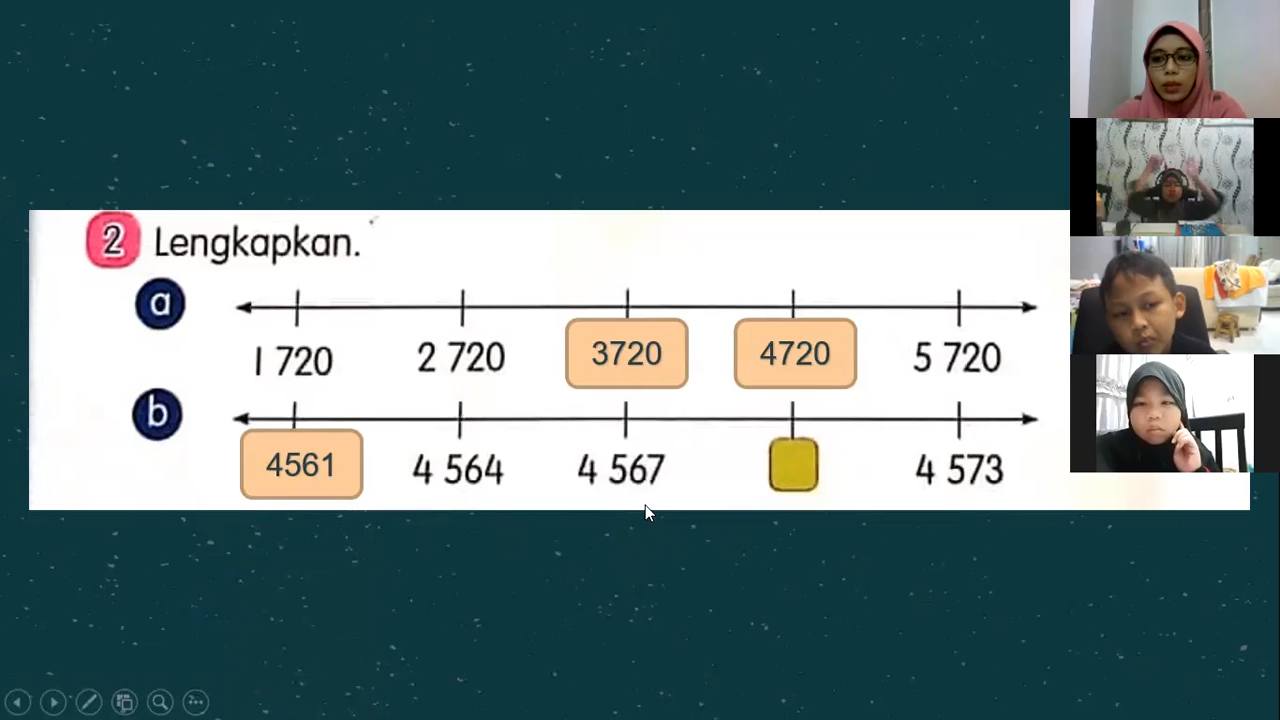 2 Lengkapkan.
a
1 720 2 720 3720 4720 5 720
b
4561 4 564 4 567 4 573